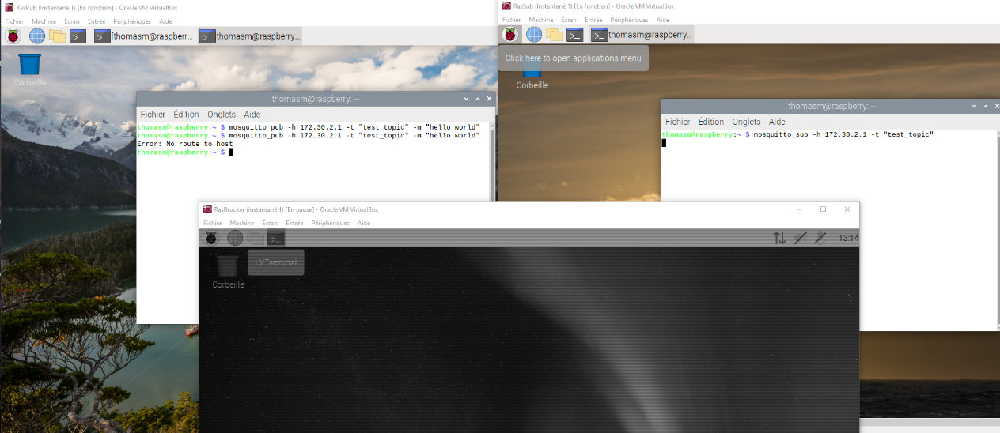 RasPub (Instantané 1) [En fonction] - Oracle VM VirtualBox
Fichier Machine Écran Entrée Périphériques Aide
[thomasm@raspberr... thomasm@raspberry...
Corbeille
thomasm@raspberry: ~
Fichier Édition Onglets Aide
thomasm@raspberry:~ $ mosquitto_pub -h 172.30.2.1 -t "test_topic" -m "hello world"
thomasm@raspberry:~ $ mosquitto_pub -h 172.30.2.1 -t "test_topic" -m "hello world"
Error: No route to host
thomasm@raspberry:~ $
RasSub (Instantané 1) [En fonction] - Oracle VM VirtualBox
Fichier Machine Écran Entrée Périphériques Aide
thomasm@raspberry...
Click here to open applications menu
Corbeille
thomasm@raspberry: ~
Fichier Édition Onglets Aide
thomasm@raspberry:~ $ mosquitto_sub -h 172.30.2.1 -t "test_topic"
RasBrocker (Instantané 1) [En pause] - Oracle VM VirtualBox
Fichier Machine Écran Entrée Périphériques Aide
13:14
LXTerminal
Corbeille